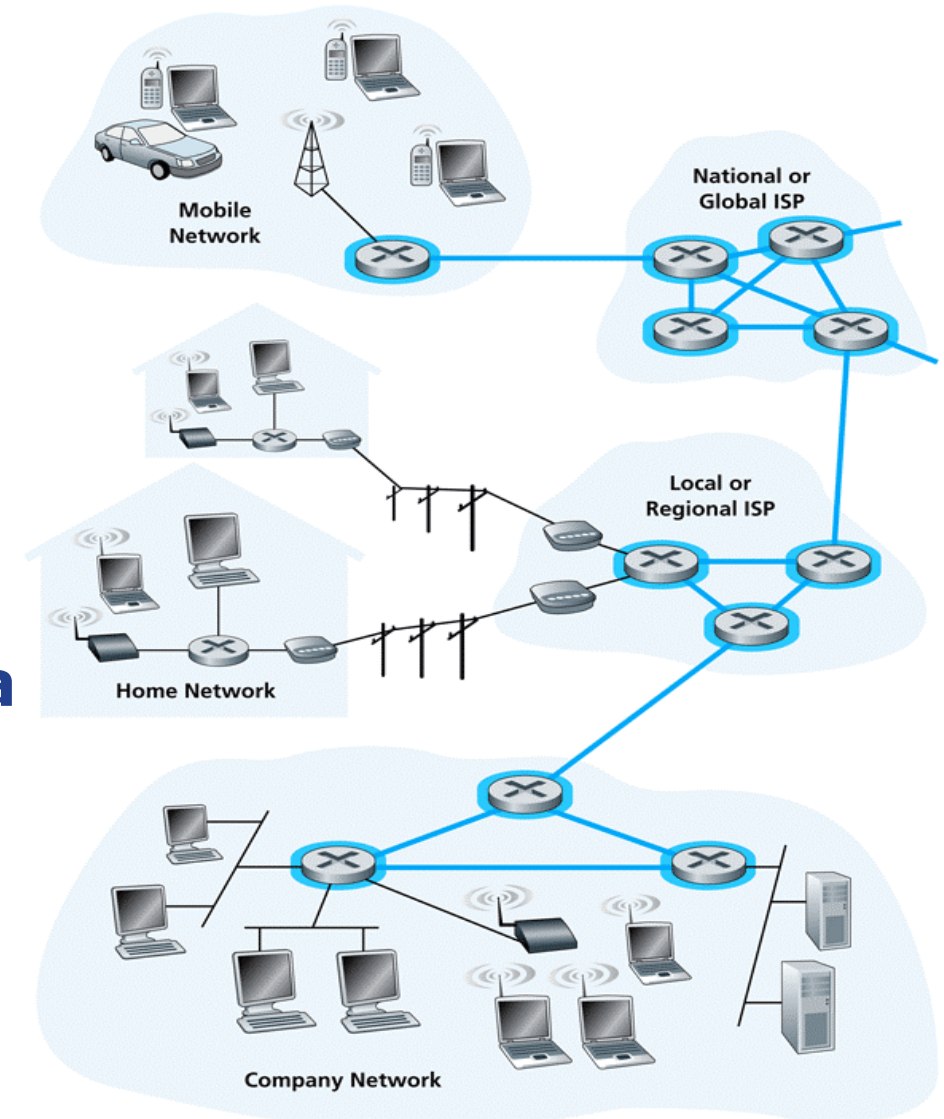 Mobile
Network
National or
Global ISP
Local or
Regional ISP
a
Home Network
Company Network